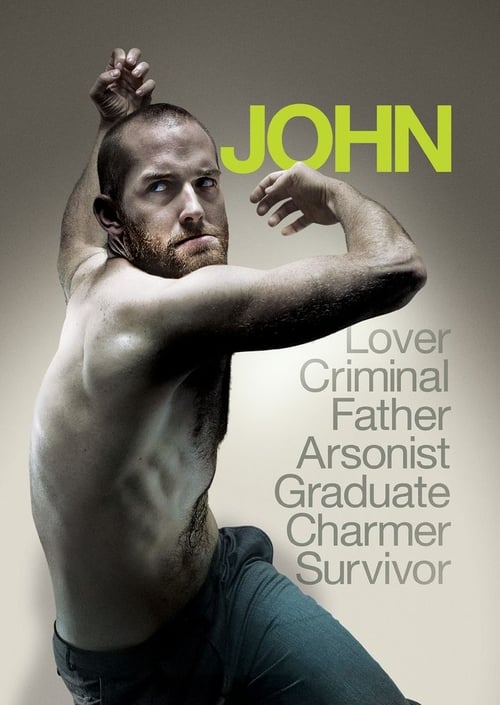 JOHN
Lover
Criminal
Father
Arsonist
Graduate
Charmer
Survivor